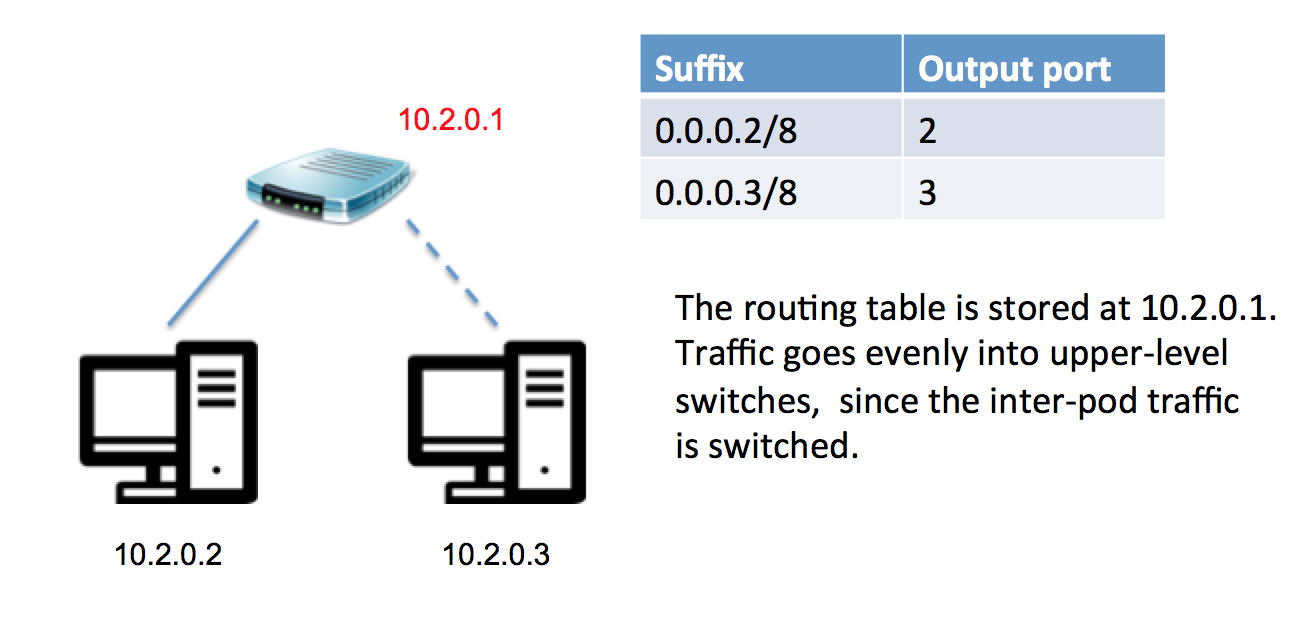 10.2.0.1
Suffix Output port
0.0.0.2/8 2
0.0.0.3/8 3
The routing table is stored at 10.2.0.1.
Traffic goes evenly into upper-level
switches, since the inter-pod traffic
is switched.
10.2.0.2 10.2.0.3